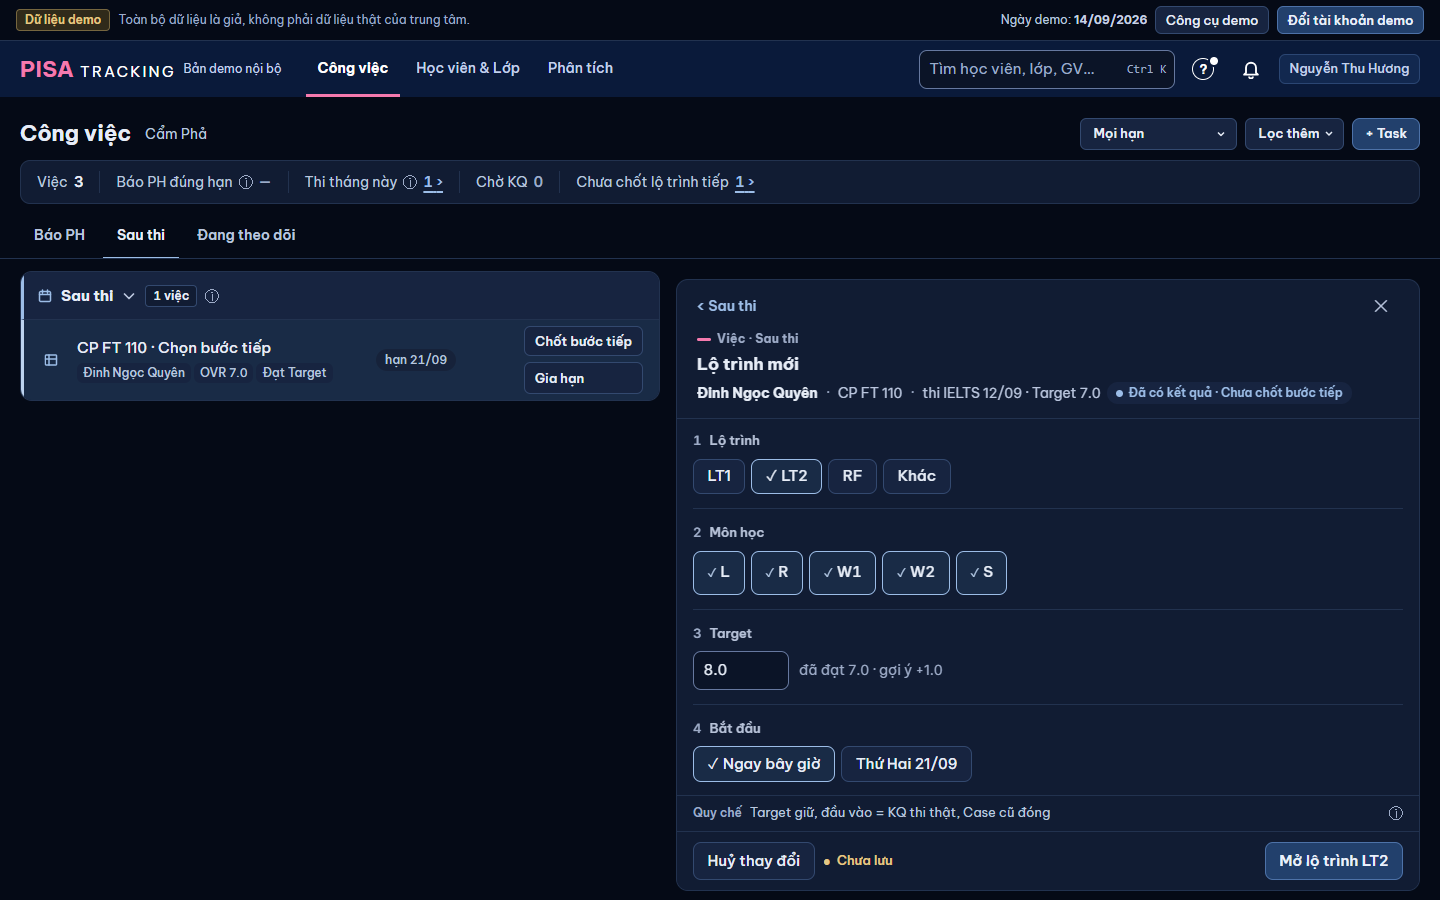 Dữ liệu demo Toàn bộ dữ liệu là giả, không phải dữ liệu thật của trung tâm. Ngày demo: 14/09/2026 Công cụ demo Đổi tài khoản demo
PISA TRACKING Bản demo nội bộ Công việc Học viên & Lớp Phân tích Tìm học viên, lớp, GV... Ctrl K ? Nguyễn Thu Hương
Công việc Cẩm Phả Mọi hạn Lọc thêm + Task
Việc 3 Báo PH đúng hạn ⓘ — Thi tháng này ⓘ 1 › Chờ KQ 0 Chưa chốt lộ trình tiếp 1 ›
Báo PH Sau thi Đang theo dõi
Sau thi 1 việc ⓘ
CP FT 110 · Chọn bước tiếp
Đinh Ngọc Quyên OVR 7.0 Đạt Target
hạn 21/09
Chốt bước tiếp
Gia hạn
‹ Sau thi
Việc · Sau thi
Lộ trình mới
Đinh Ngọc Quyên · CP FT 110 · thi IELTS 12/09 · Target 7.0 Đã có kết quả · Chưa chốt bước tiếp
1 Lộ trình
LT1 ✓ LT2 RF Khác
2 Môn học
✓ L ✓ R ✓ W1 ✓ W2 ✓ S
3 Target
8.0 đã đạt 7.0 · gợi ý +1.0
4 Bắt đầu
✓ Ngay bây giờ Thứ Hai 21/09
Quy chế Target giữ, đầu vào = KQ thi thật, Case cũ đóng ⓘ
Huỷ thay đổi Chưa lưu Mở lộ trình LT2